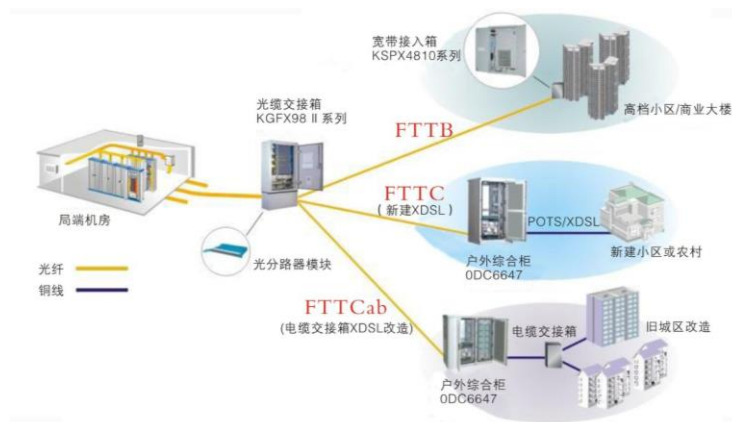 宽带接入箱
KSPX4810系列
高档小区/商业大楼
光缆交接箱
KGFX98 II 系列
FTTB
局端机房
FTTC
( 新建XDSL )
POTS/XDSL
新建小区或农村
户外综合柜
0DC6647
光分路器模块
光纤
铜线
FTTCab
(电缆交接箱XDSL改造)
电缆交接箱
旧城区改造
户外综合柜
0DC6647